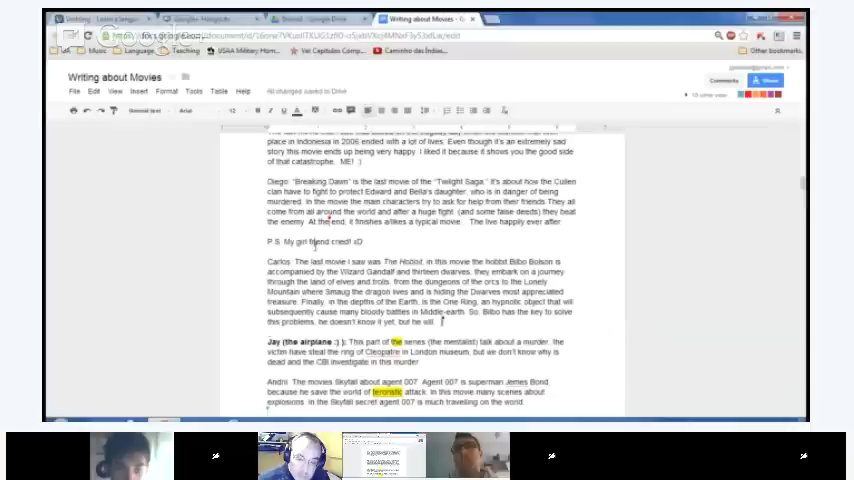 Writing about Movies
File Edit View Insert Format Tools Table Help All changes saved in Drive
Comments Share
place in Indonesia in 2006 ended with a lot of lives. Even though it's an extremely sad
story this movie ends up being very happy. I liked it because it shows you the good side
of that catastrophe. ME! :)
Diego: "Breaking Dawn" is the last movie of the "Twilight Saga." It's about how the Cullen
clan have to fight to protect Edward and Bella's daughter, who is in danger of being
murdered. In the movie the main characters try to ask for help from their friends They all
come from all around the world and after a huge fight (and some false deeds) they beat
the enemy. At the end, it finishes a likes a typical movie. The live happily ever after
P.S. My girl friend cried! xD
Carlos: The last movie I saw was The Hobbit, in this movie the hobbit Bilbo Bolson is
accompanied by the Wizard Gandalf and thirteen dwarves, they embark on a journey
through the land of elves and trolls, from the dungeons of the orcs to the Lonely
Mountain where Smaug the dragon lives and is hiding the Dwarves most appreciated
treasure. Finally, in the depths of the Earth, is the One Ring, an hypnotic object that will
subsequently cause many bloody battles in Middle-earth. So, Bilbo has the key to solve
this problems, he doesn't know it yet, but he will.
Jay (the airplane :) ): This part of the series (the mentalist) talk about a murder, the
victim have steal the ring of Cleopatre in London museum, but we don't know why is
dead and the CBI investigate in this murder
Andrii: The movies Skyfall about agent 007. Agent 007 is superman James Bond
because he save the world of terroristic attack. In this movie many scenes about
explosions. In the Skyfall secret agent 007 is much travelling on the world.